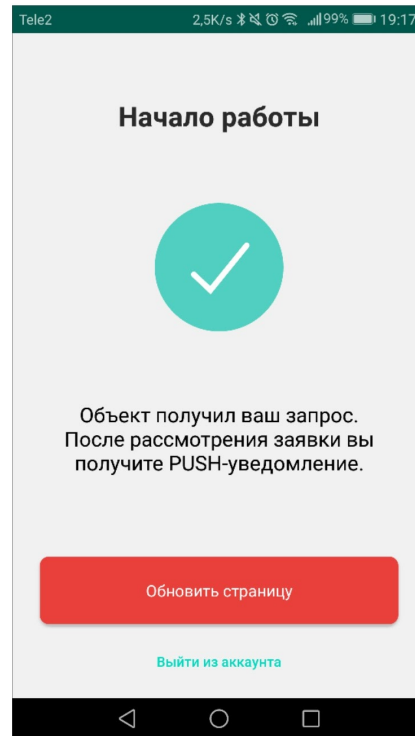 Tele2 2,5K/s 99% 19:17
Начало работы
Объект получил ваш запрос.
После рассмотрения заявки вы
получите PUSH-уведомление.
Обновить страницу
Выйти из аккаунта